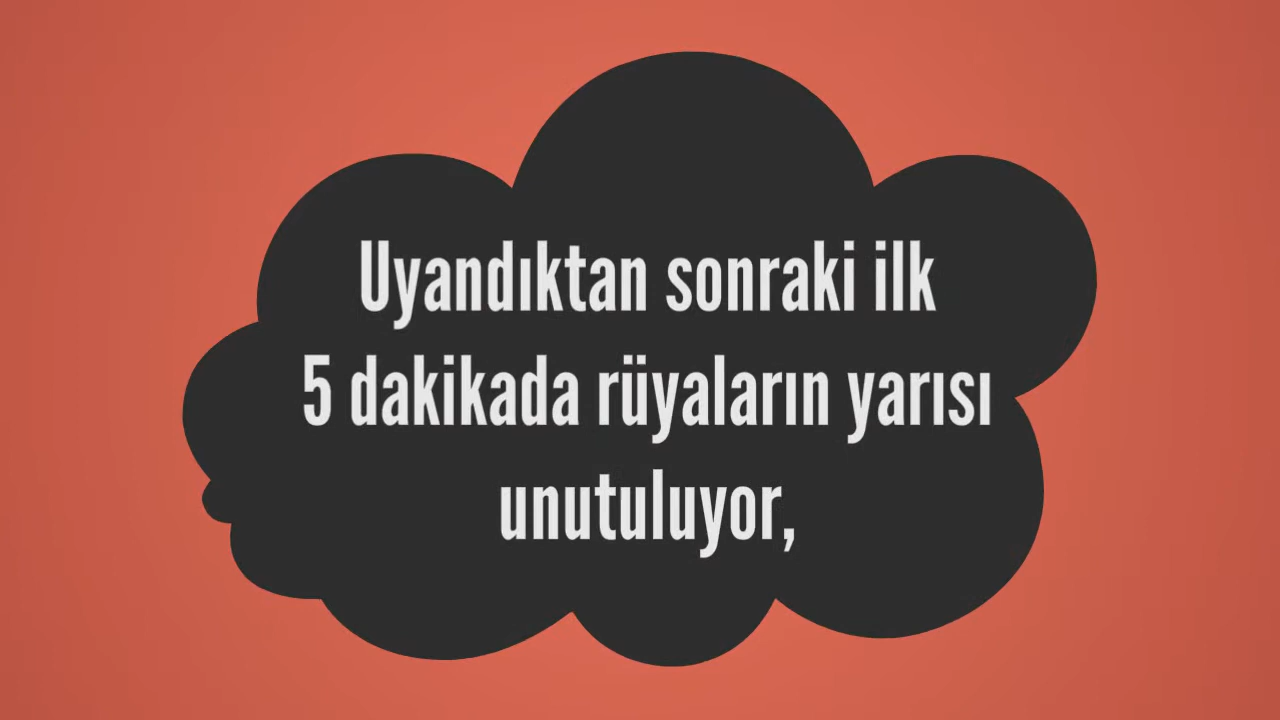 Uyandıktan sonraki ilk
5 dakikada rüyaların yarısı
unutuluyor,